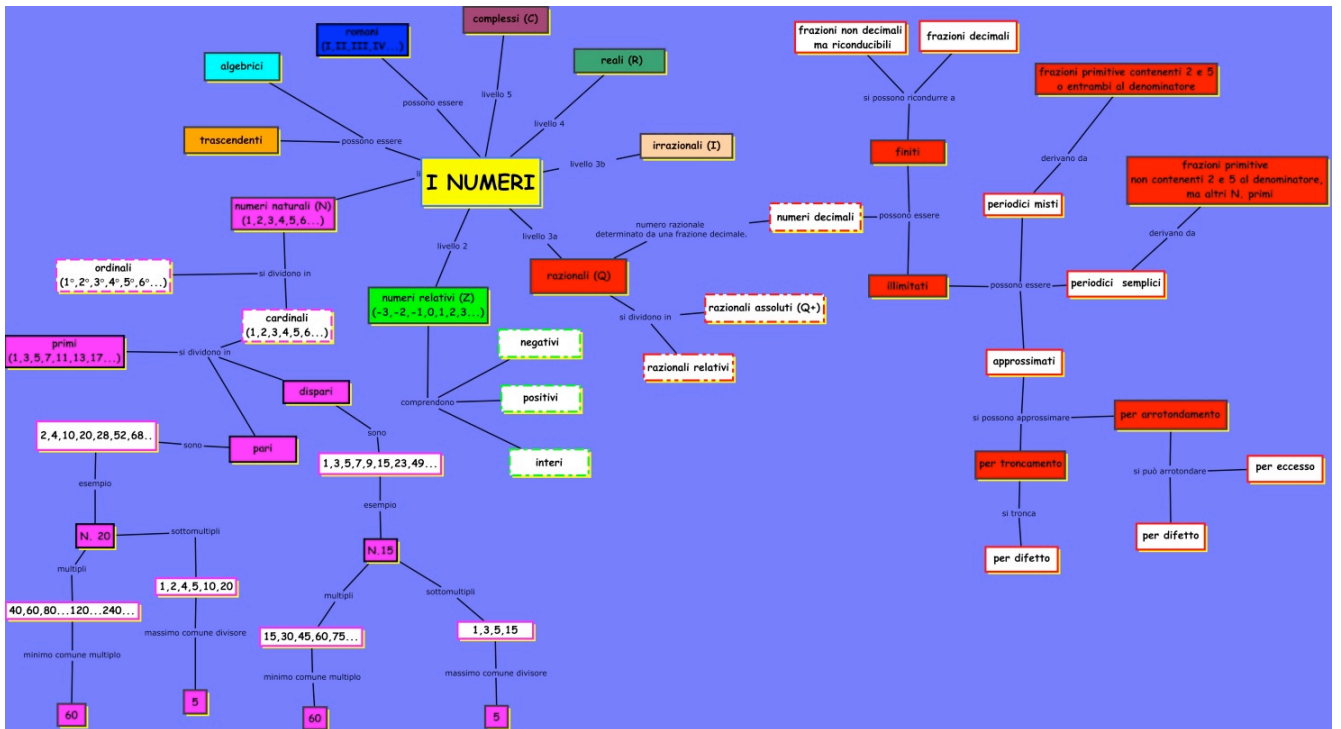 complessi (C)
romani
(I,II,III,IV...)
algebrici
reali (R)
livello 5
possono essere
livello 4
trascendenti
possono essere
irrazionali (I)
livello 3b
I NUMERI
numeri naturali (N)
(1,2,3,4,5,6...)
livello 2
livello 3a
si dividono in
ordinali
(1°,2°,3°,4°,5°,6°...)
cardinali
(1,2,3,4,5,6...)
si dividono in
primi
(1,3,5,7,11,13,17...)
dispari
pari
sono
2,4,10,20,28,52,68..
sono
1,3,5,7,9,15,23,49...
esempio
N. 20
sottomultipli
multipli
1,2,4,5,10,20
40,60,80...120...240...
massimo comune divisore
minimo comune multiplo
5
60
esempio
N.15
multipli
sottomultipli
15,30,45,60,75...
1,3,5,15
minimo comune multiplo
massimo comune divisore
60
5
numeri relativi (Z)
(-3,-2,-1,0,1,2,3...)
comprendono
negativi
positivi
interi
razionali (Q)
si dividono in
razionali assoluti (Q+)
razionali relativi
numero razionale
determinato da una frazione decimale.
numeri decimali
possono essere
finiti
si possono ricondurre a
frazioni non decimali
ma riconducibili
frazioni decimali
illimitati
possono essere
periodici misti
derivano da
frazioni primitive contenenti 2 e 5
o entrambi al denominatore
periodici semplici
derivano da
frazioni primitive
non contenenti 2 e 5 al denominatore,
ma altri N. primi
approssimati
si possono approssimare
per arrotondamento
per troncamento
si tronca
per difetto
si può arrotondare
per eccesso
per difetto